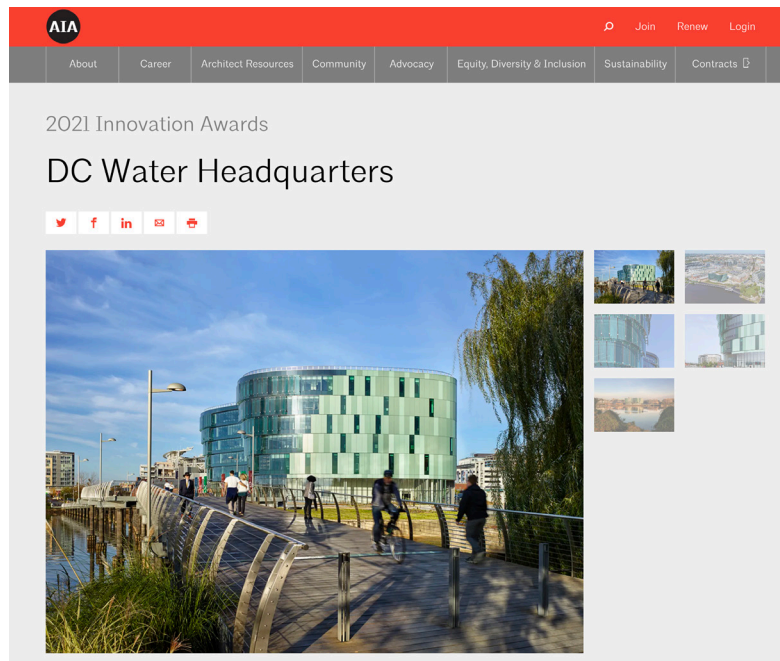 AIA
Join Renew Login
About Career Architect Resources Community Advocacy Equity, Diversity & Inclusion Sustainability Contracts
2021 Innovation Awards
DC Water Headquarters